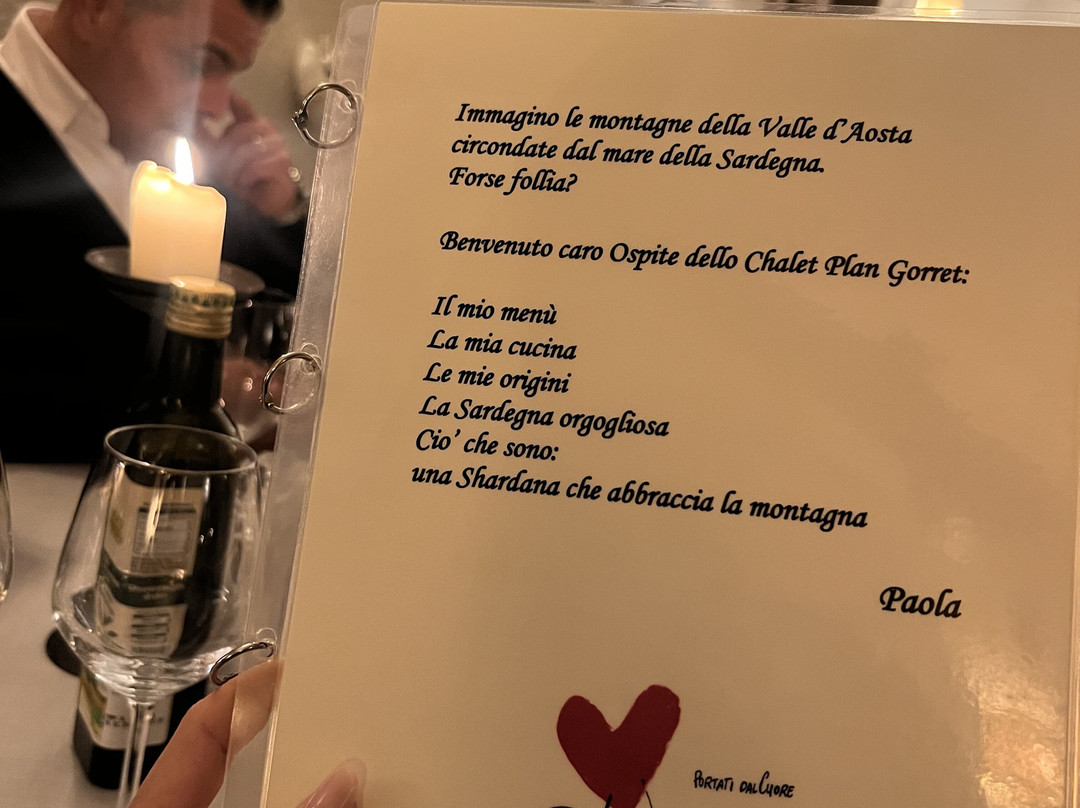 Immagino le montagne della Valle d'Aosta
circondate dal mare della Sardegna.
Forse follia?
Benvenuto caro Ospite dello Chalet Plan Gorret:
Il mio menù
La mia cucina
Le mie origini
La Sardegna orgogliosa
Cio' che sono:
una Shardana che abbraccia la montagna
Paola
PORTATI DAL CUORE